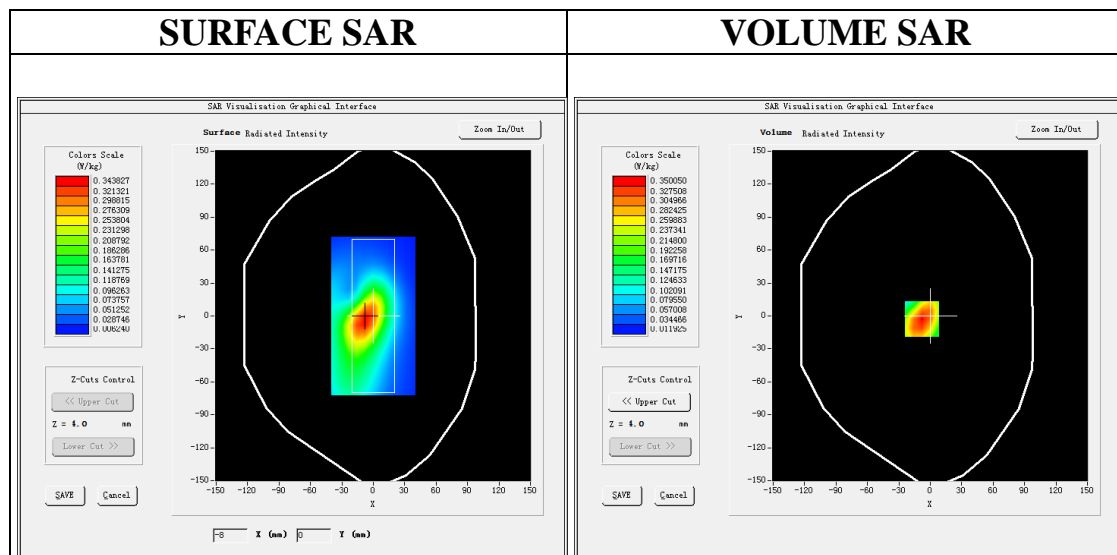 SURFACE SAR
VOLUME SAR
SAR Visualisation Graphical Interface
Surface Radiated Intensity
Zoom In/Out
Colors Scale
(W/kg)
0.343827
0.321321
0.298815
0.276309
0.253804
0.231298
0.208792
0.186286
0.163781
0.141275
0.118769
0.096263
0.073757
0.051252
0.028746
0.006240
150
120
90
60
30
0
-30
-60
-90
-120
-150
Y
-150 -120 -90 -60 -30 0 30 60 90 120 150
X
Z-Cuts Control
<< Upper Cut
Z = 4.0 mm
Lower Cut >>
SAVE Cancel
-8 X (mm) 0 Y (mm)
SAR Visualisation Graphical Interface
Volume Radiated Intensity
Zoom In/Out
Colors Scale
(W/kg)
0.350050
0.327508
0.304966
0.282425
0.259883
0.237341
0.214800
0.192258
0.169716
0.147175
0.124633
0.102091
0.079550
0.057008
0.034466
0.011925
150
120
90
60
30
0
-30
-60
-90
-120
-150
Y
-150 -120 -90 -60 -30 0 30 60 90 120 150
X
Z-Cuts Control
<< Upper Cut
Z = 4.0 mm
Lower Cut >>
SAVE Cancel